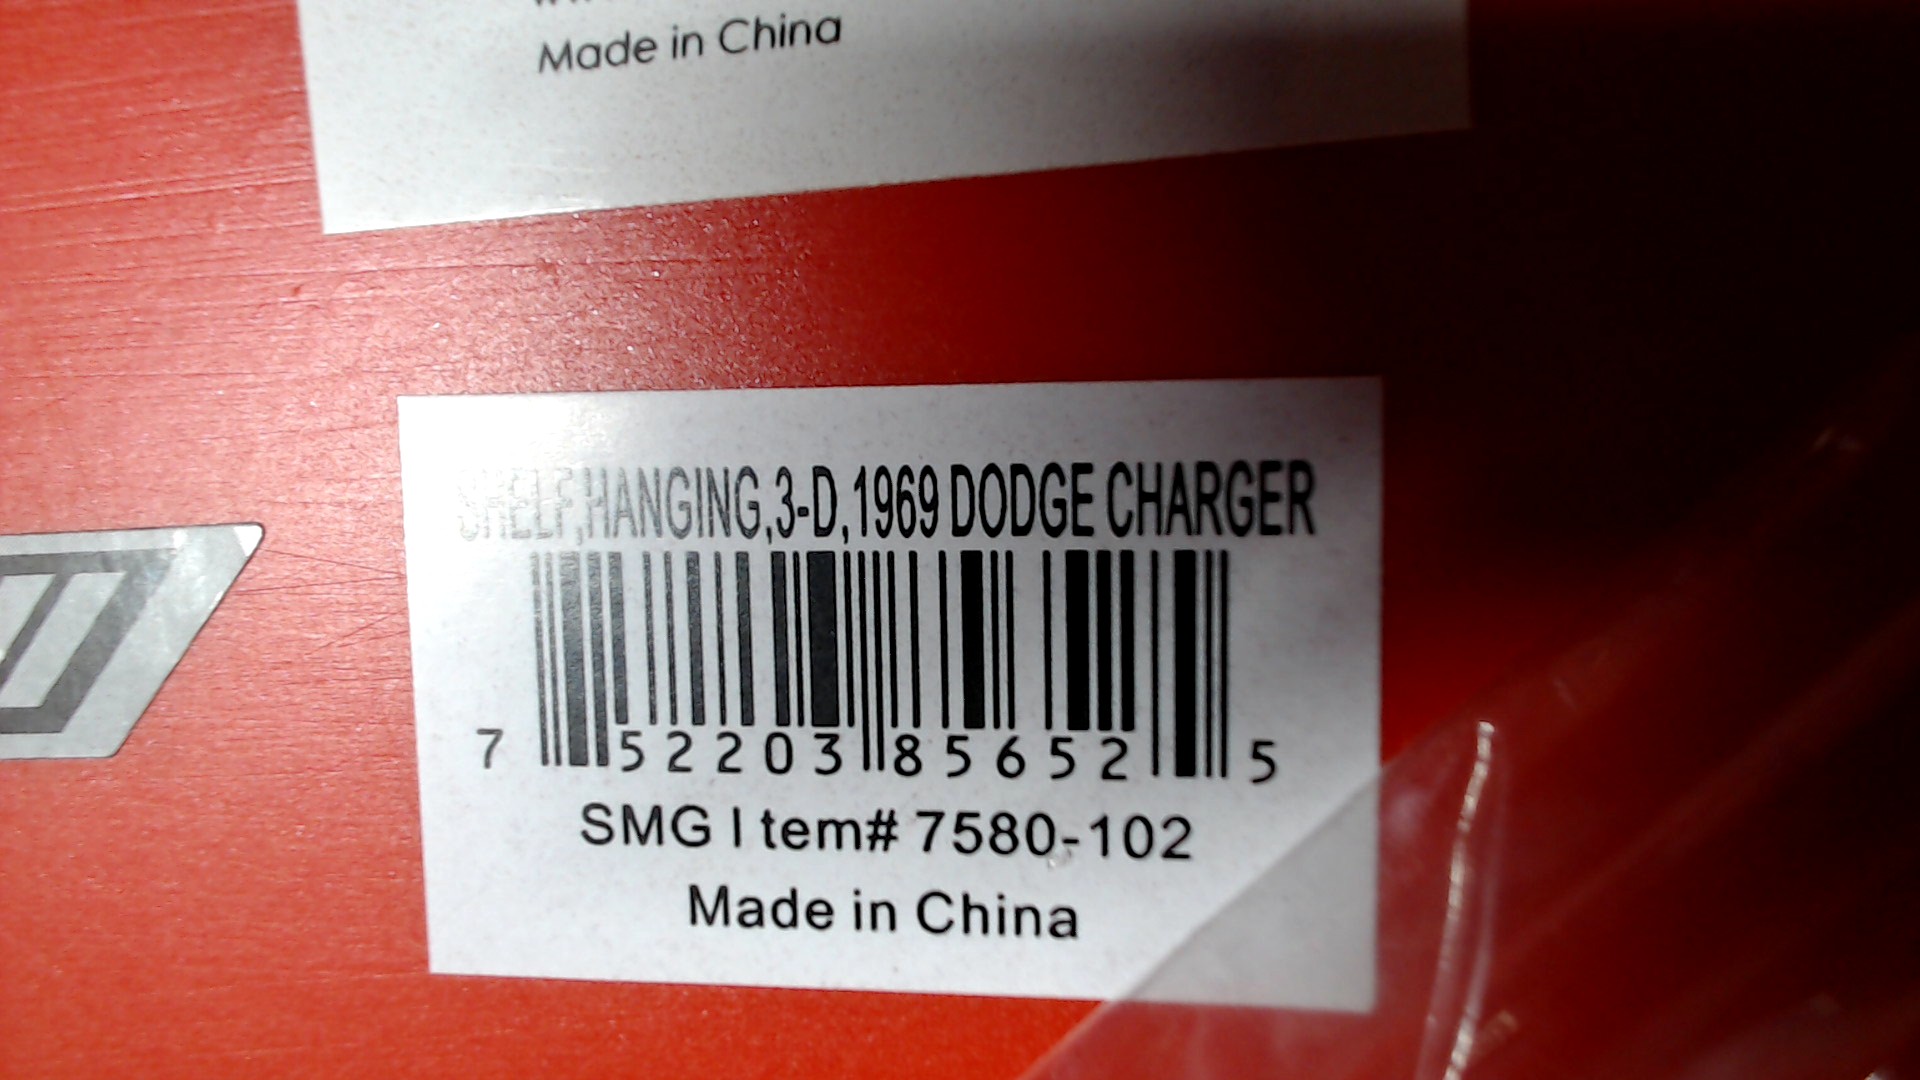 Made in China
SHELF,HANGING,3-D,1969 DODGE CHARGER
7 52203 85652 5
SMG Item# 7580-102
Made in China